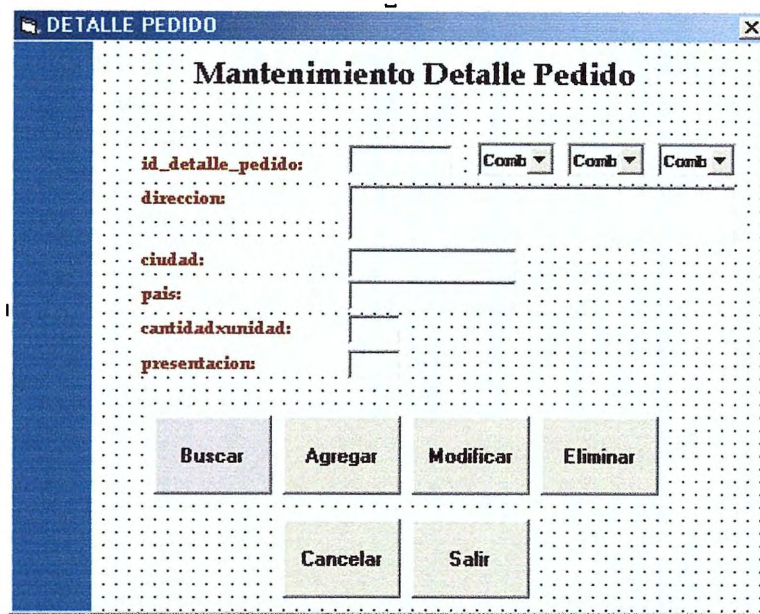 DETALLE PEDIDO
Mantenimiento Detalle Pedido
id_detalle_pedido: Comb Comb Comb
direccion:
ciudad:
pais:
cantidadxunidad:
presentacion:
Buscar Agregar Modificar Eliminar
Cancelar Salir